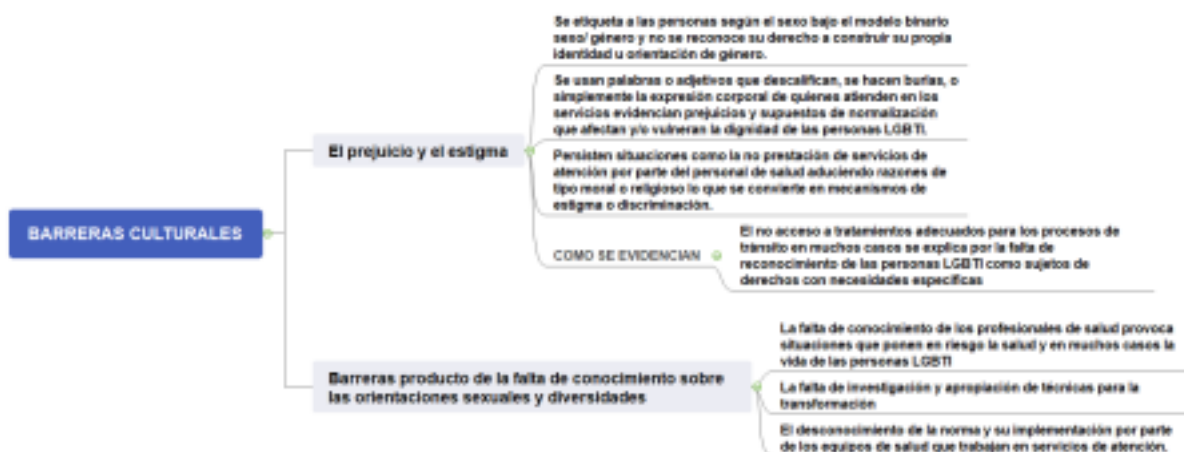 Se etiqueta a las personas según el sexo bajo el modelo binario
sexo/ género y no se reconoce su derecho a construir su propia
identidad u orientación de género.
Se usan palabras o adjetivos que descalifican, se hacen burlas, o
simplemente la expresión corporal de quienes atienden en los
servicios evidencian prejuicios y supuestos de normalización
que afectan y/o vulneran la dignidad de las personas LGBTI.
El prejuicio y el estigma
Persisten situaciones como la no prestación de servicios de
atención por parte del personal de salud aduciendo razones de
tipo moral o religioso lo que se convierte en mecanismos de
estigma o discriminación.
BARRERAS CULTURALES
COMO SE EVIDENCIAN
El no acceso a tratamientos adecuados para los procesos de
tránsito en muchos casos se explica por la falta de
reconocimiento de las personas LGBTI como sujetos de
derechos con necesidades específicas
Barreras producto de la falta de conocimiento sobre
las orientaciones sexuales y diversidades
La falta de conocimiento de los profesionales de salud provoca
situaciones que ponen en riesgo la salud y en muchos casos la
vida de las personas LGBTI
La falta de investigación y apropiación de técnicas para la
transformación
El desconocimiento de la norma y su implementación por parte
de los equipos de salud que trabajan en servicios de atención.